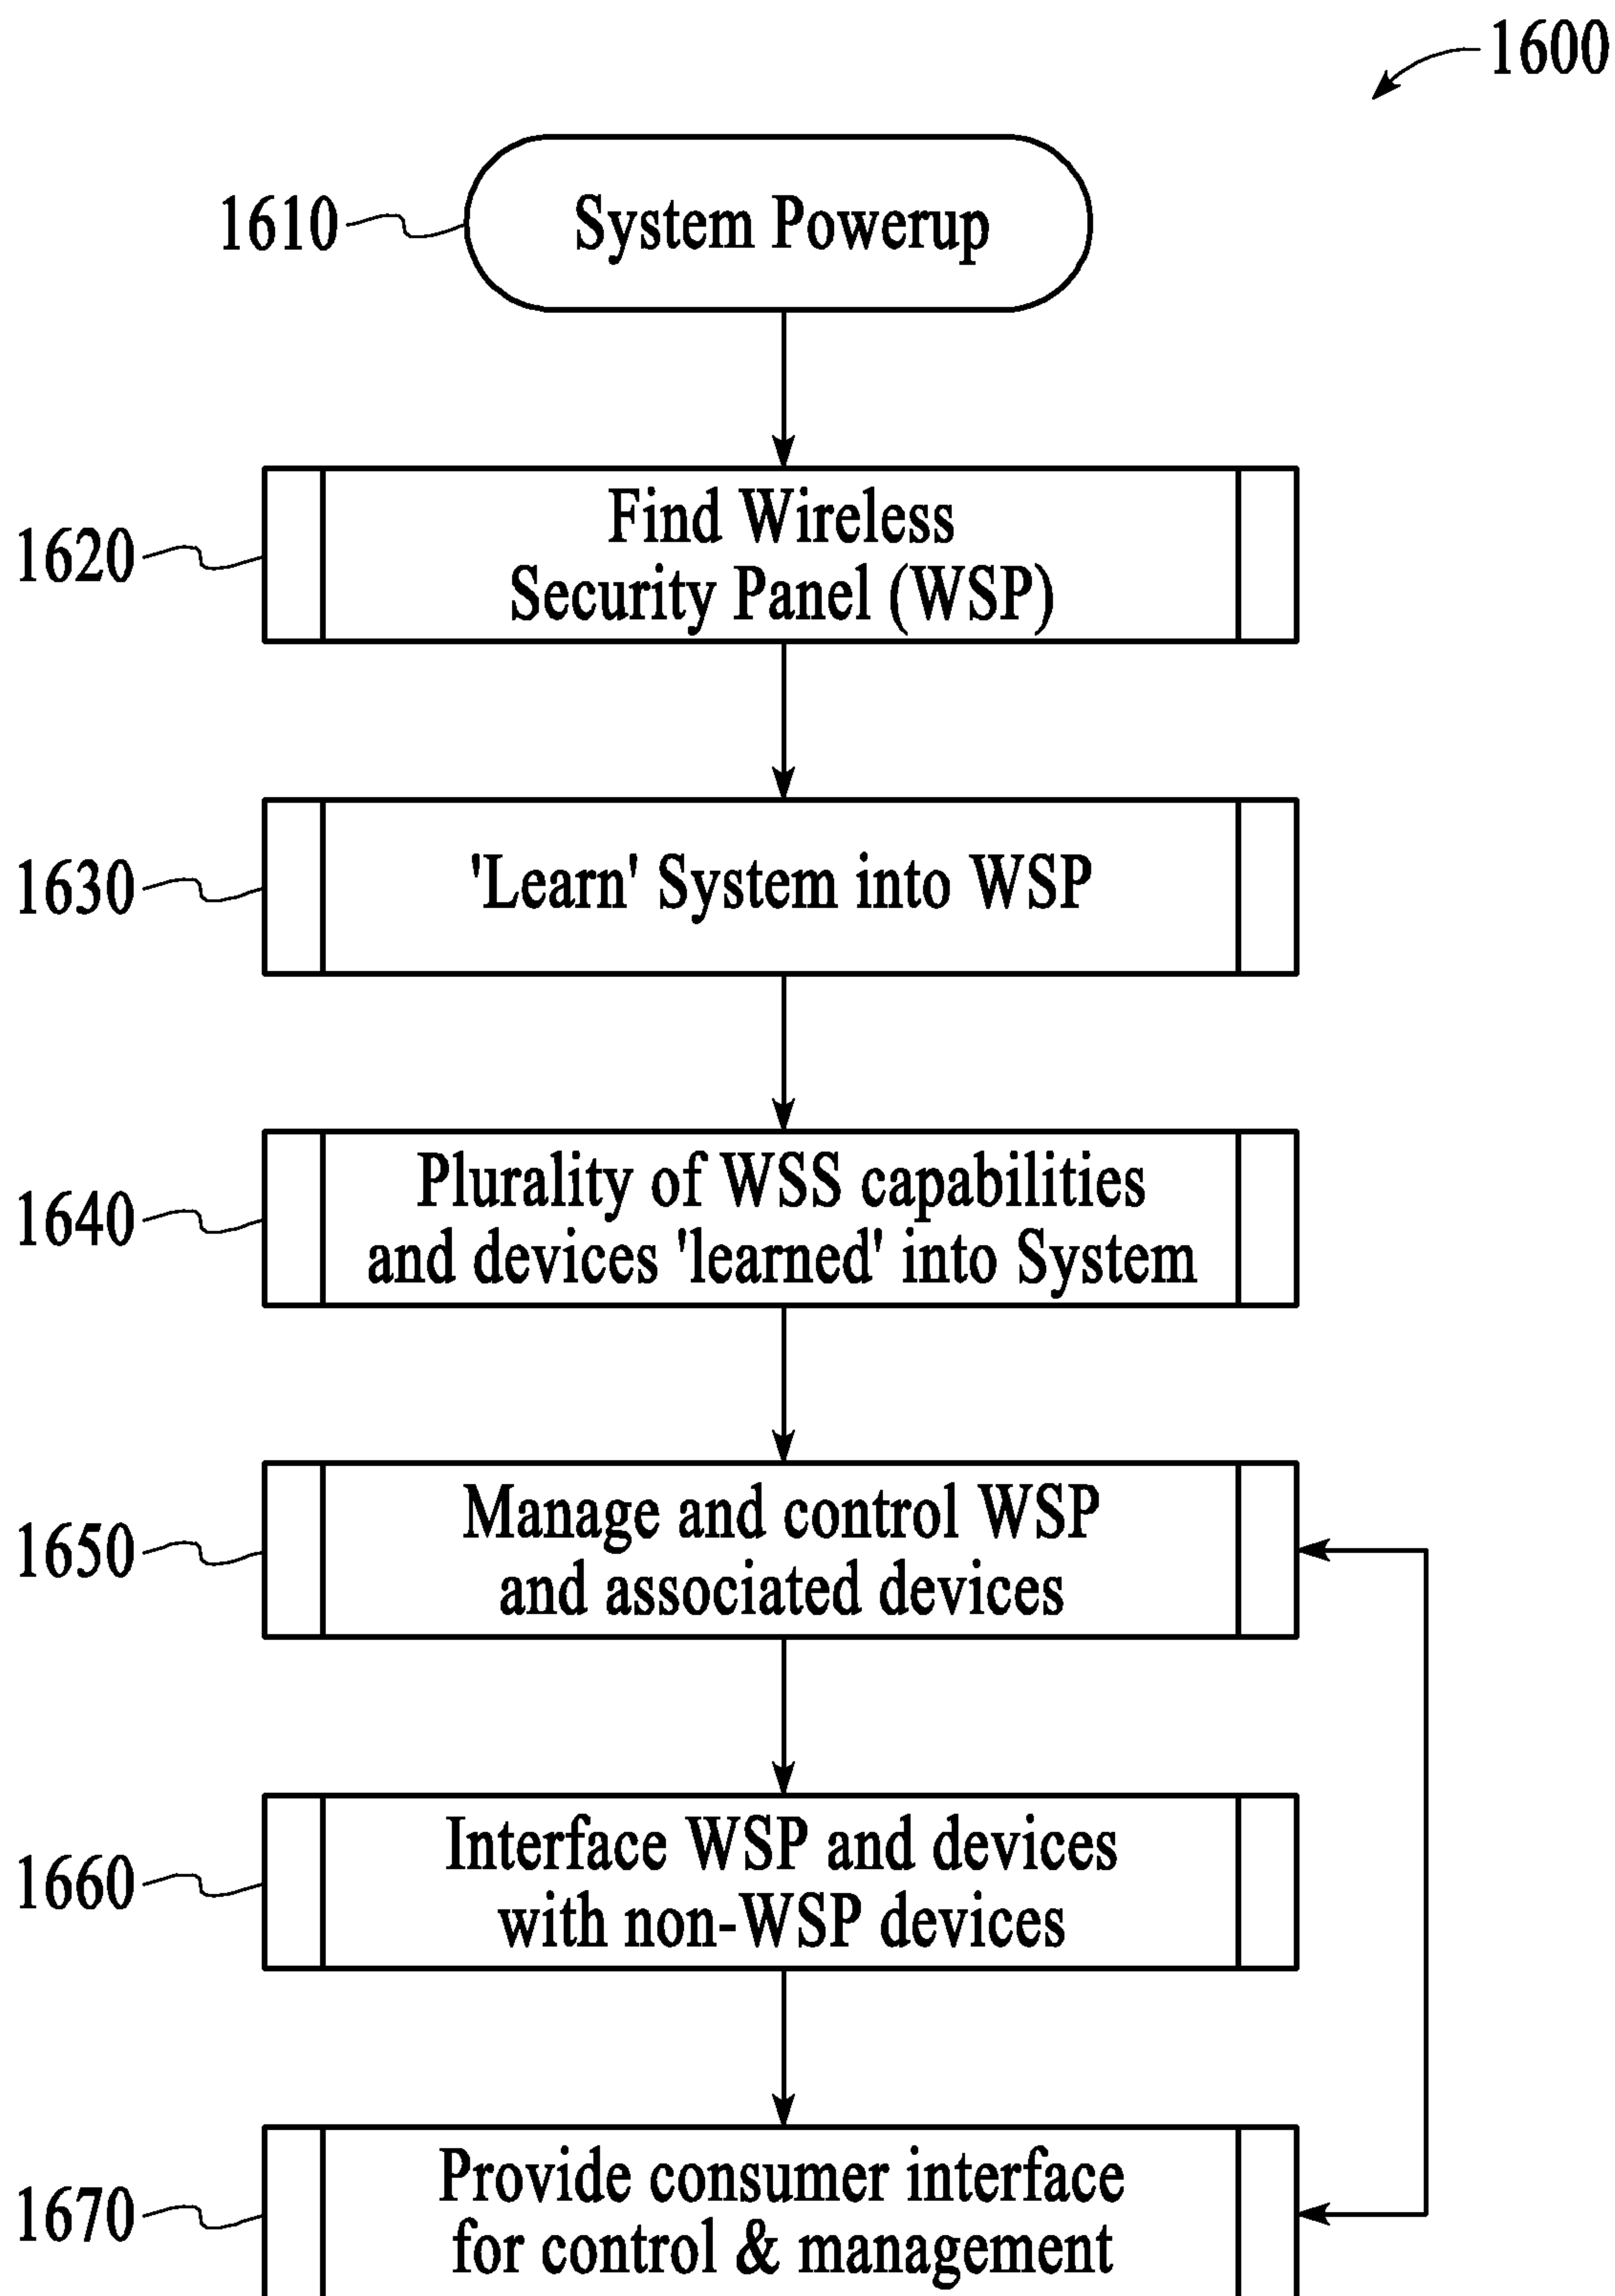 1600
1610
System Powerup
1620
Find Wireless
Security Panel (WSP)
1630
'Learn' System into WSP
1640
Plurality of WSS capabilities
and devices 'learned' into System
1650
Manage and control WSP
and associated devices
1660
Interface WSP and devices
with non-WSP devices
1670
Provide consumer interface
for control & management